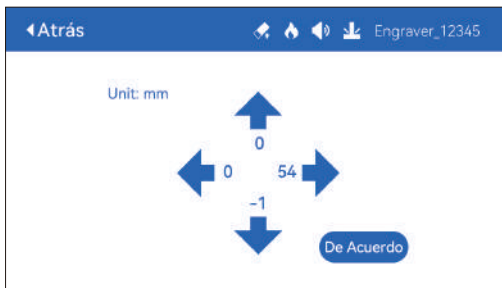 Atrás
Engraver_12345
Unit: mm
0
0 54
-1
De Acuerdo